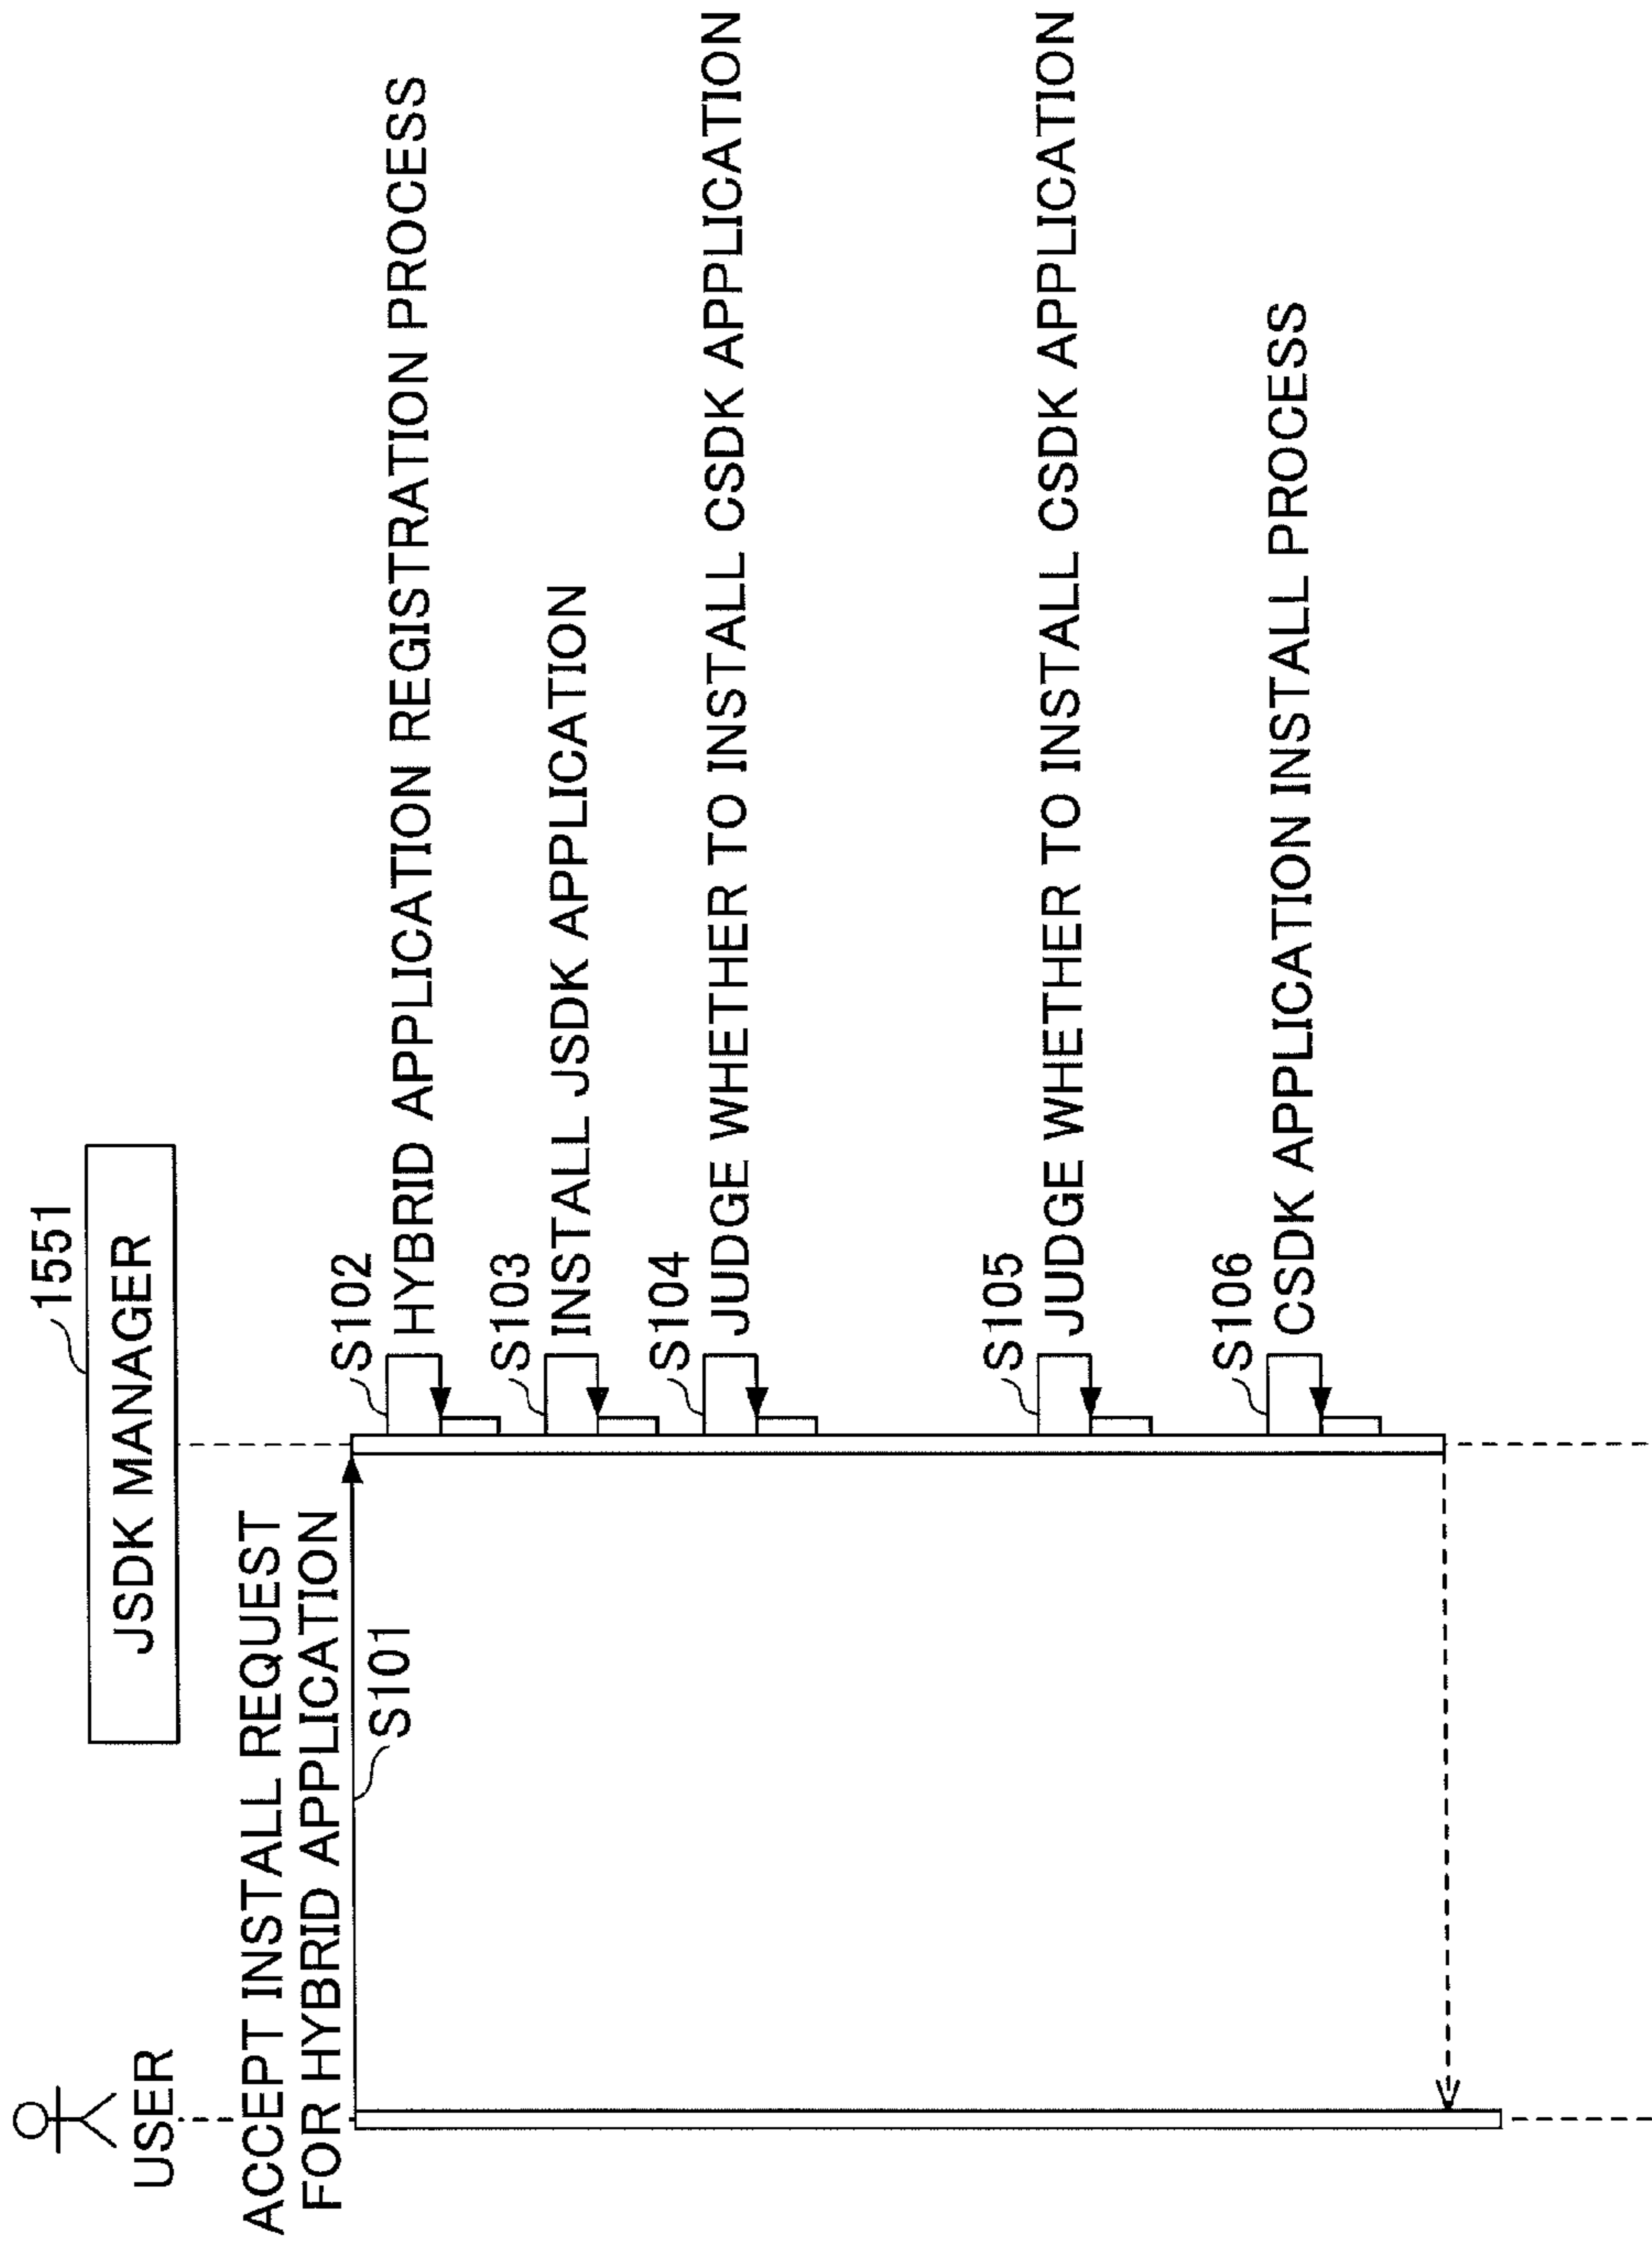 USER
1551
JSDK MANAGER
ACCEPT INSTALL REQUEST
FOR HYBRID APPLICATION
S101
S102
HYBRID APPLICATION REGISTRATION PROCESS
S103
INSTALL JSDK APPLICATION
S104
JUDGE WHETHER TO INSTALL CSDK APPLICATION
S105
JUDGE WHETHER TO INSTALL CSDK APPLICATION
S106
CSDK APPLICATION INSTALL PROCESS